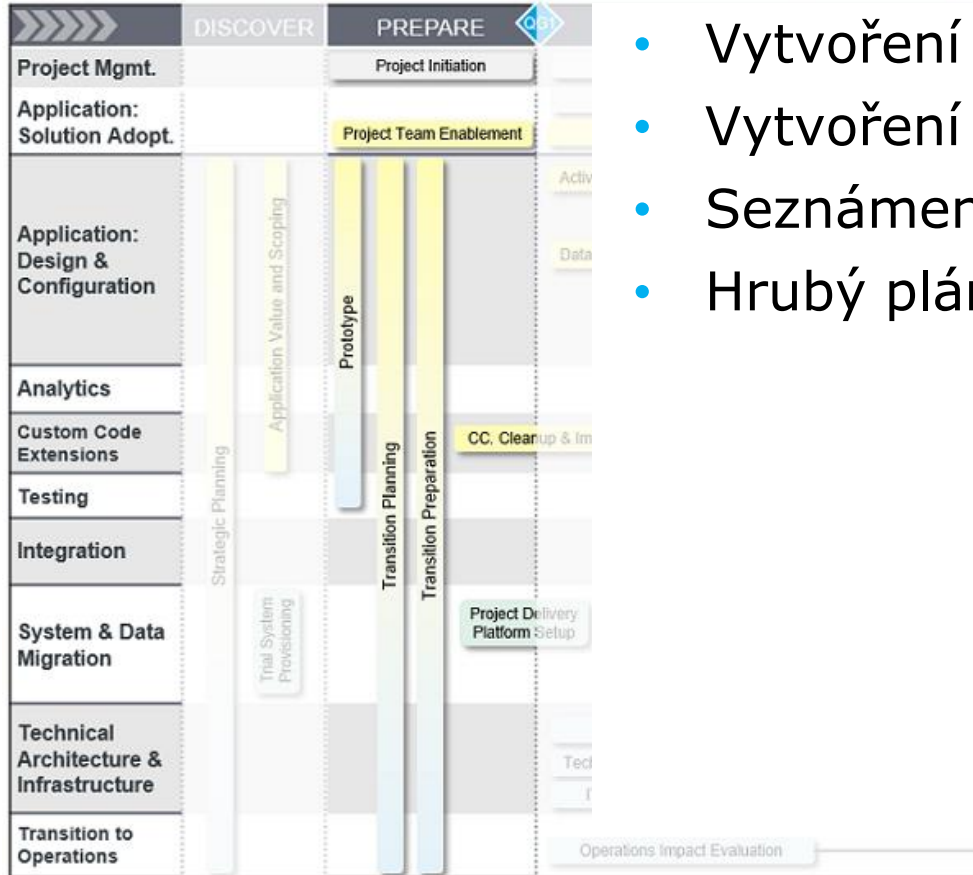 DISCOVER
PREPARE
QG1
Project Mgmt.
Project Initiation
Application:
Solution Adopt.
Project Team Enablement
Application:
Design &
Configuration
Analytics
Custom Code
Extensions
Testing
Integration
System & Data
Migration
Technical
Architecture &
Infrastructure
Transition to
Operations
Strategic Planning
Application Value and Scoping
Trial System
Provisioning
Prototype
Transition Planning
Transition Preparation
CC, Cleanup & Im
Project Delivery
Platform Setup
Activ
Data
Tech
Operations Impact Evaluation
• Vytvoření
• Vytvoření
• Seznámen
• Hrubý plán